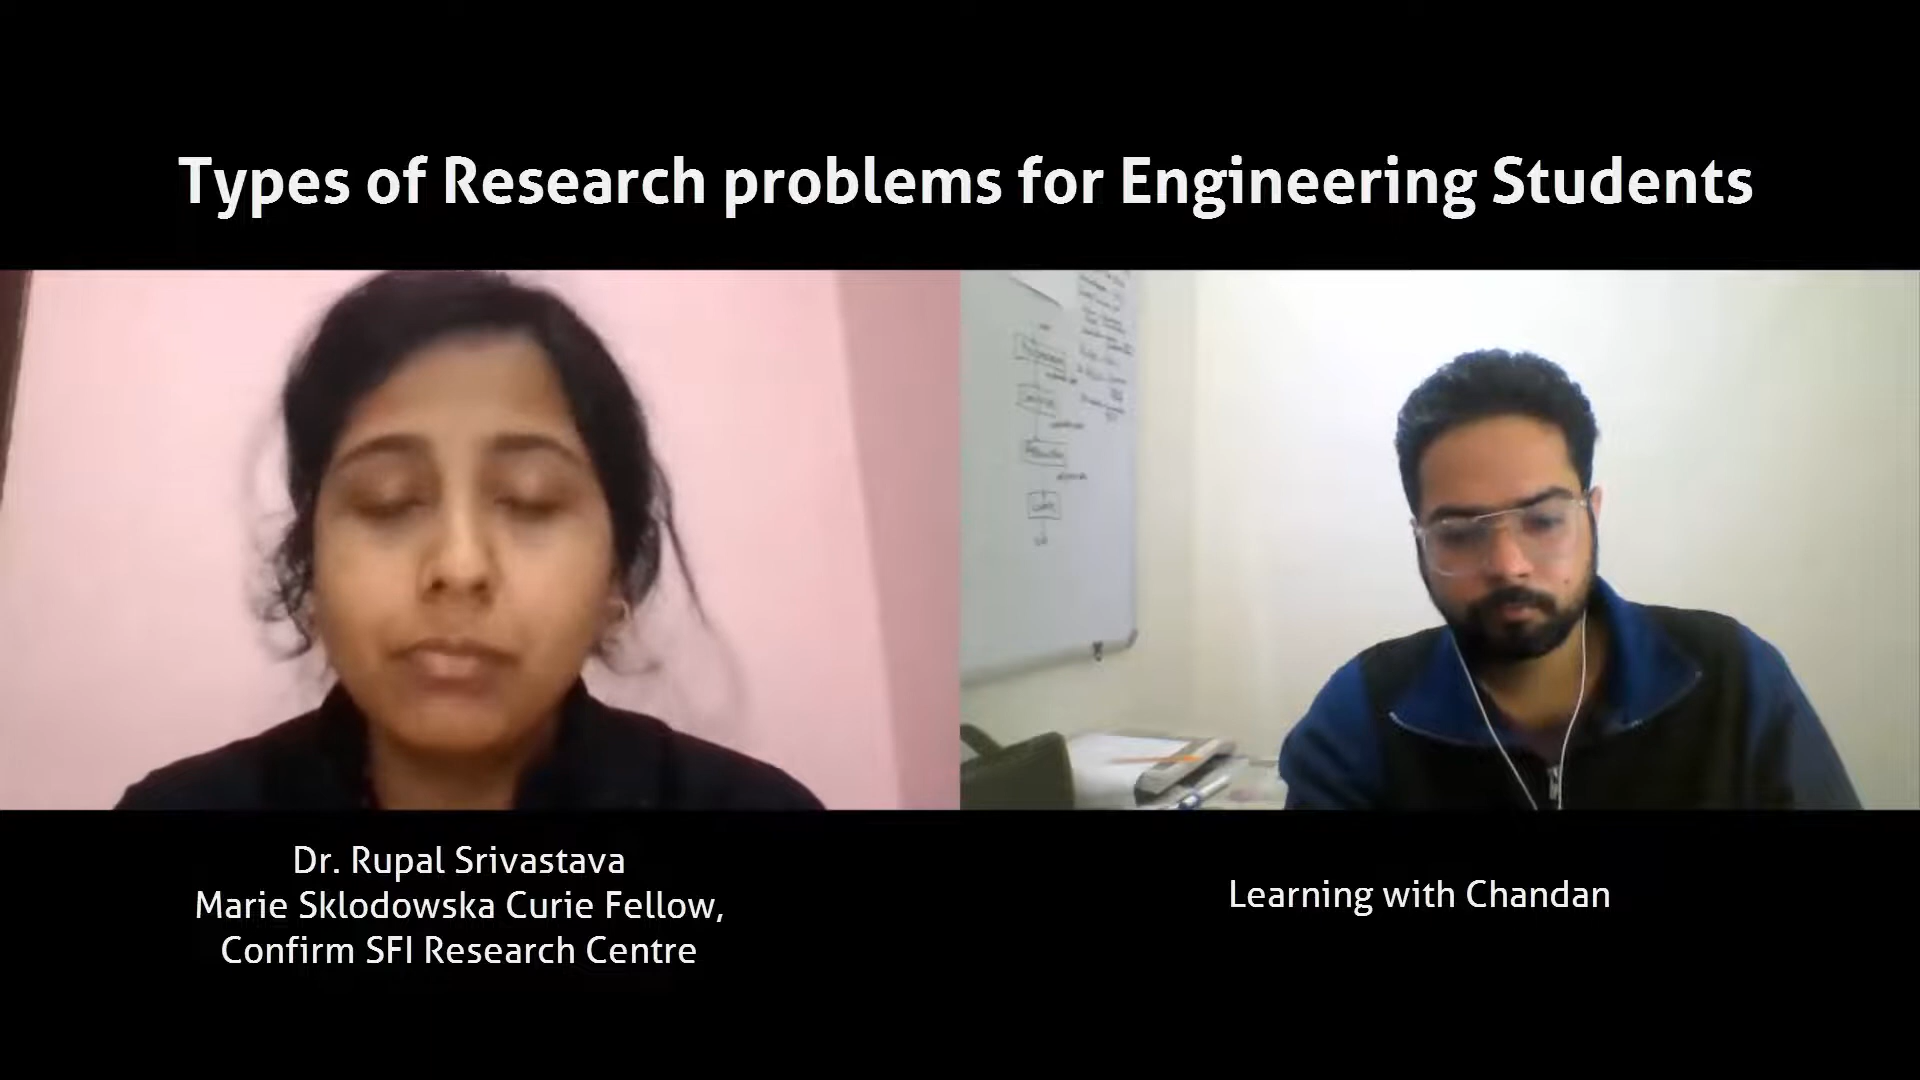 Types of Research problems for Engineering Students
Dr. Rupal Srivastava
Marie Sklodowska Curie Fellow,
Confirm SFI Research Centre
Learning with Chandan